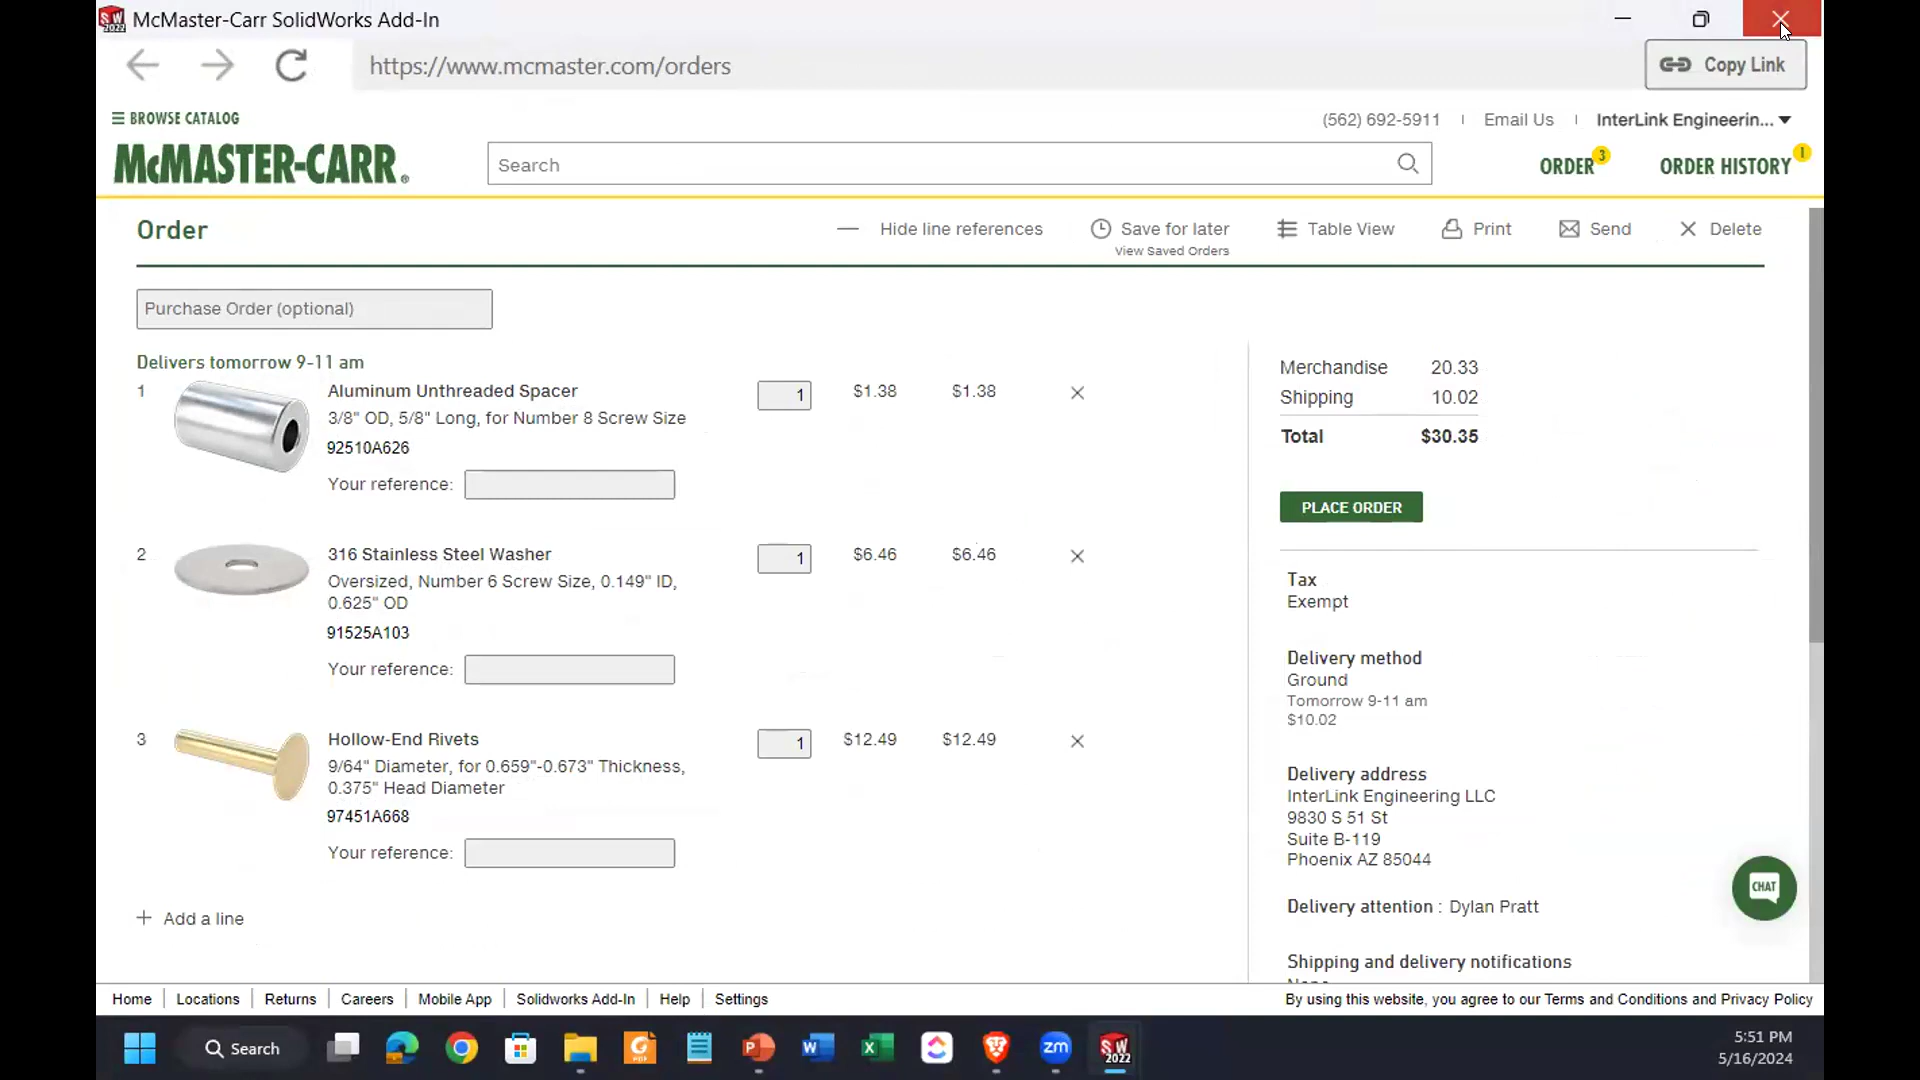 McMaster-Carr SolidWorks Add-In
https://www.mcmaster.com/orders
Copy Link
BROWSE CATALOG
(562) 692-5911
Email Us
InterLink Engineerin...
McMASTER-CARR®
Search
ORDER 3
ORDER HISTORY 1
Order
Hide line references
Save for later
View Saved Orders
Table View
Print
Send
Delete
Purchase Order (optional)
Delivers tomorrow 9-11 am
1
Aluminum Unthreaded Spacer
3/8" OD, 5/8" Long, for Number 8 Screw Size
92510A626
Your reference:
1
$1.38
$1.38
2
316 Stainless Steel Washer
Oversized, Number 6 Screw Size, 0.149" ID,
0.625" OD
91525A103
Your reference:
1
$6.46
$6.46
3
Hollow-End Rivets
9/64" Diameter, for 0.659"-0.673" Thickness,
0.375" Head Diameter
97451A668
Your reference:
1
$12.49
$12.49
Add a line
Merchandise 20.33
Shipping 10.02
Total $30.35
PLACE ORDER
Tax
Exempt
Delivery method
Ground
Tomorrow 9-11 am
$10.02
Delivery address
InterLink Engineering LLC
9830 S 51 St
Suite B-119
Phoenix AZ 85044
Delivery attention : Dylan Pratt
Shipping and delivery notifications
CHAT
Home
Locations
Returns
Careers
Mobile App
Solidworks Add-In
Help
Settings
By using this website, you agree to our Terms and Conditions and Privacy Policy
Search
zm
SW
2022
5:51 PM
5/16/2024